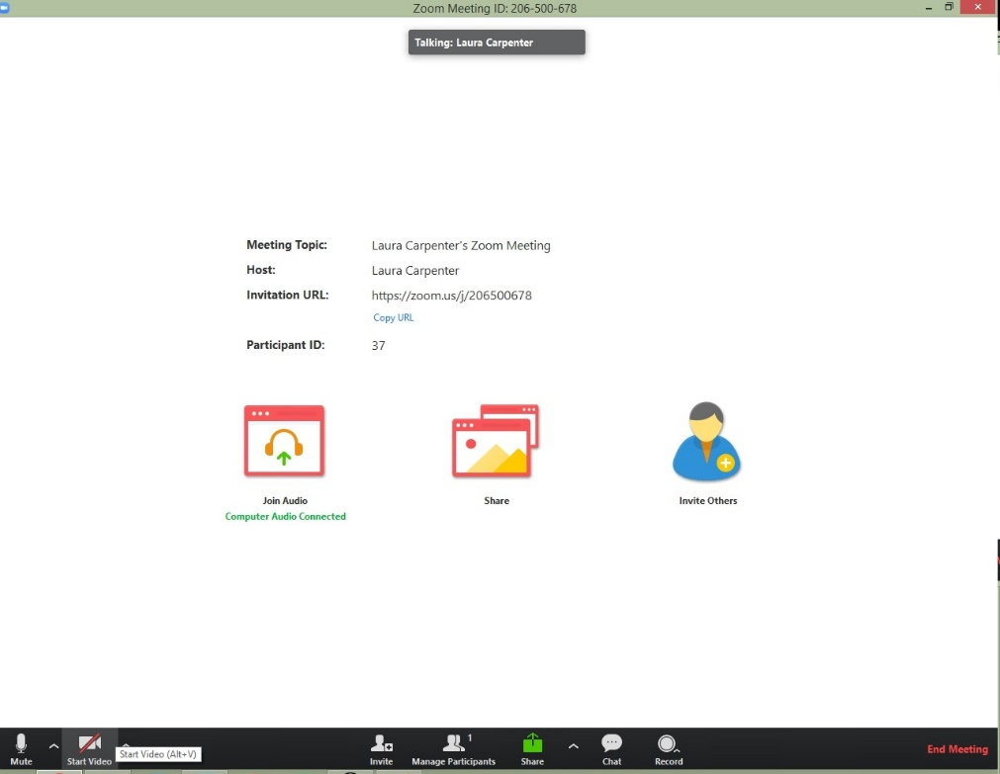 Zoom Meeting ID: 206-500-678
Talking: Laura Carpenter
Meeting Topic: Laura Carpenter's Zoom Meeting
Host: Laura Carpenter
Invitation URL: https://zoom.us/j/206500678
Copy URL
Participant ID: 37
Join Audio Share Invite Others
Computer Audio Connected
1
Mute Start Video Start Video (Alt+V) Invite Manage Participants Share Chat Record End Meeting